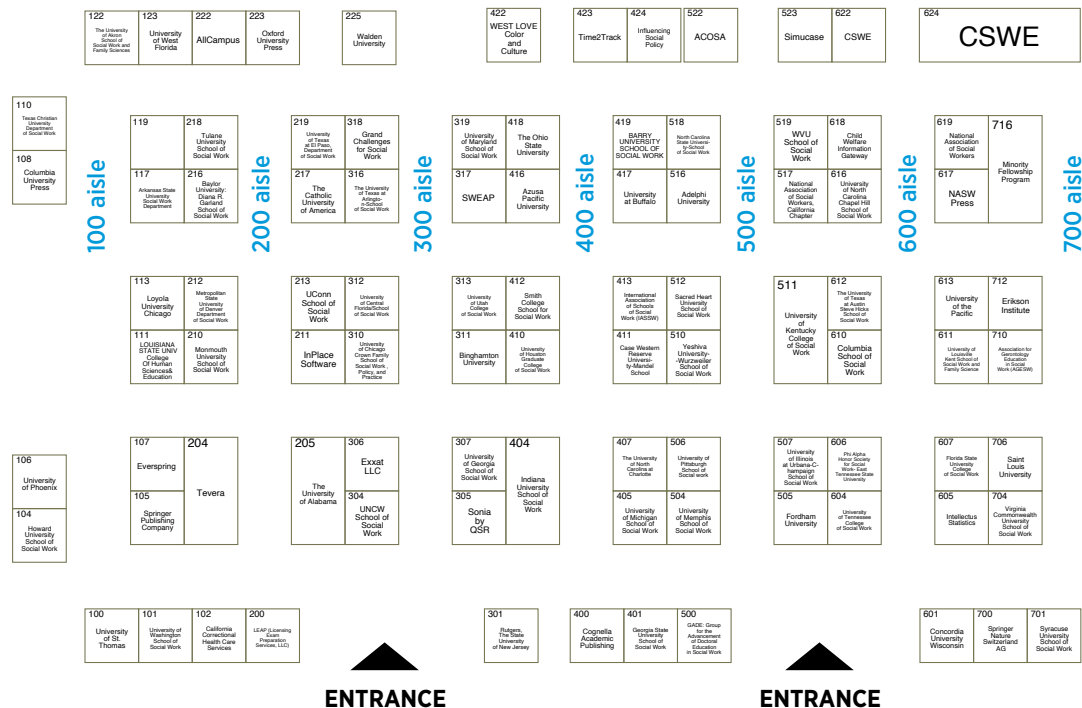 122
The University
of Akron
School of
Social Work and
Family Sciences
123
University
of West
Florida
222
AllCampus
223
Oxford
University
Press
225
Walden
University
422
WEST LOVE
Color
and
Culture
423
Time2Track
424
Influencing
Social
Policy
522
ACOSA
523
Simucase
622
CSWE
624
CSWE
110
Texas Christian
University
Department
of Social Work
108
Columbia
University
Press
100 aisle
200 aisle
300 aisle
400 aisle
500 aisle
600 aisle
700 aisle
119
218
Tulane
University
School of
Social Work
117
Arkansas State
University
Social Work
Department
216
Baylor
University:
Diana R.
Garland
School of
Social Work
219
University
of Texas
at El Paso,
Department
of Social Work
318
Grand
Challenges
for Social
Work
217
The
Catholic
University
of America
316
The University
of Texas at
Arlingto-
n-School
of Social Work
319
University
of Maryland
School of
Social Work
418
The Ohio
State
University
317
SWEAP
416
Azusa
Pacific
University
419
BARRY
UNIVERSITY
SCHOOL OF
SOCIAL WORK
518
North Carolina
State Universi-
ty-School of
Social Work
417
University
at Buffalo
516
Adelphi
University
519
WVU
School of
Social
Work
618
Child
Welfare
Information
Gateway
517
National
Association
of Social
Workers,
California
Chapter
616
University of
North
Carolina
Chapel Hill
School of
Social Work
619
National
Association
of Social
Workers
716
Minority
Fellowship
Program
617
NASW
Press
113
Loyola
University
Chicago
212
Metropolitan
State
University
of Denver
Department
of Social Work
111
LOUISIANA
STATE UNIV
College
Of Human
Sciences&
Education
210
Monmouth
University
School of
Social Work
213
UConn
School of
Social
Work
312
University
of Central
Florida/School
of Social Work
211
InPlace
Software
310
University
of Chicago
Crown Family
School of
Social Work ,
Policy, and
Practice
313
University
of Utah
College of
Social Work
412
Smith
College
School for
Social Work
311
Binghamton
University
410
University
of Houston
Graduate
College
of Social Work
413
International
Association
of Schools
of Social
Work (IASSW)
512
Sacred Heart
University
School of
Social Work
411
Case Western
Reserve
Universi-
ty-Mandel
School
510
Yeshiva
University-
-Wurzweiler
School of
Social Work
511
University
of
Kentucky
College
of Social
Work
612
The University
of Texas
at Austin
Steve Hicks
School of
Social Work
610
Columbia
School of
Social
Work
613
University
of the
Pacific
712
Erikson
Institute
611
University of
Louisville
Kent School of
Social Work and
Family Science
710
Association for
Gerontology
Education
in Social
Work (AGESW)
106
University
of Phoenix
104
Howard
University
School of
Social Work
107
Everspring
204
Tevera
105
Springer
Publishing
Company
205
The
University
of Alabama
306
Exxat
LLC
304
UNCW
School of
Social
Work
307
University
of Georgia
School of
Social Work
404
Indiana
University
School of
Social
Work
305
Sonia
by
QSR
407
The University
of North
Carolina at
Charlotte
506
University of
Pittsburgh
School of
Social work
405
University
of Michigan
School of
Social Work
504
University
of Memphis
School of
Social Work
507
University
of Illinois
at Urbana-C-
hampaign
School of
Social Work
606
Phi Alpha
Honor Society
for Social
Work- East
Tennessee State
University
505
Fordham
University
604
University
of Tennessee
College
of Social Work
607
Florida State
University
College
of Social Work
706
Saint
Louis
University
605
Intellectus
Statistics
704
Virginia
Commonwealth
University
School of
Social Work
100
University
of St.
Thomas
101
University of
Washington
School of
Social Work
102
California
Correctional
Health Care
Services
200
LEAP (Licensing
Exam
Preparation
Services, LLC)
301
Rutgers,
The State
University
of New Jersey
400
Cognella
Academic
Publishing
401
Georgia State
University
School of
Social Work
500
GADE: Group
for the
Advancement
of Doctoral
Education
in Social Work
601
Concordia
University
Wisconsin
700
Springer
Nature
Switzerland
AG
701
Syracuse
University
School of
Social Work
ENTRANCE
ENTRANCE